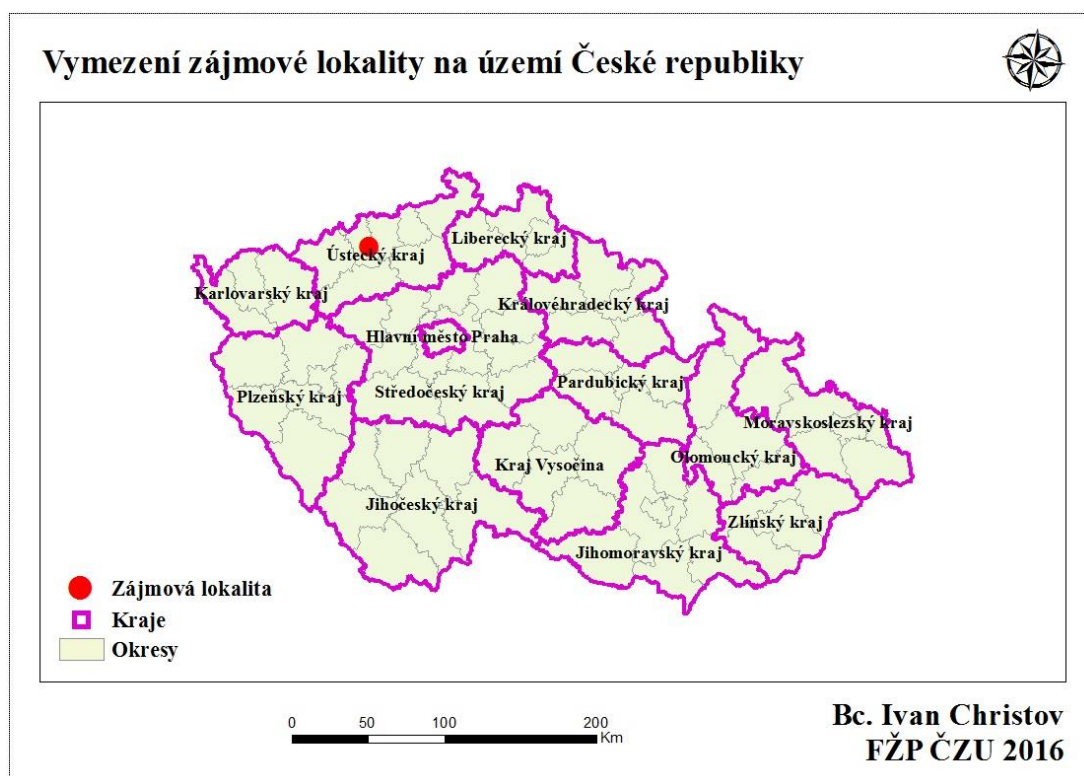 Vymezení zájmové lokality na území České republiky
Liberecký kraj
Ústecký kraj
Karlovarský kraj
Královéhradecký kraj
Hlavní město Praha
Pardubický kraj
Středočeský kraj
Plzeňský kraj
Moravskoslezský kraj
Olomoucký kraj
Kraj Vysočina
Jihočeský kraj
Zlínský kraj
Jihomoravský kraj
Zájmová lokalita
Kraje
Okresy
0 50 100 200
Km
Bc. Ivan Christov
FŽP ČZU 2016